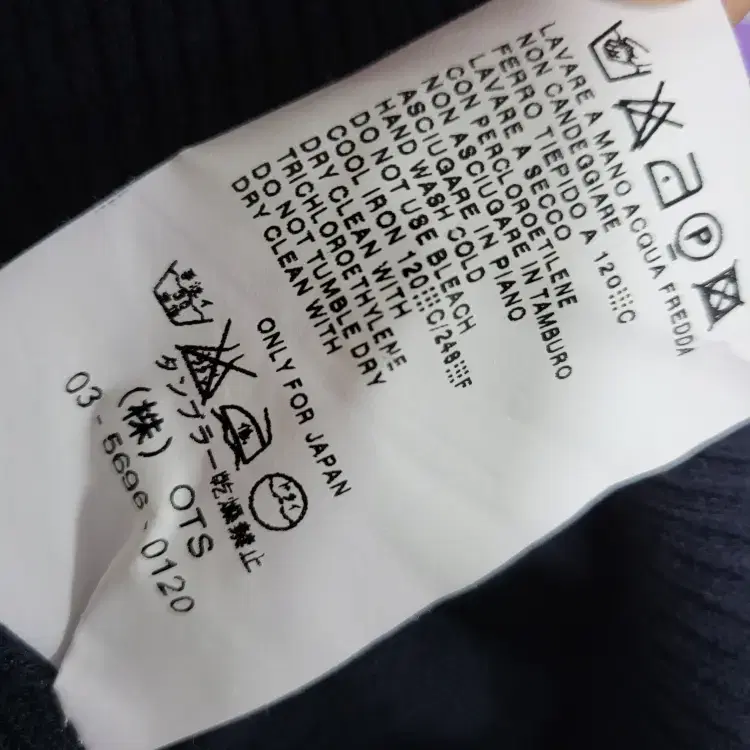 P
LAVARE A MANO ACQUA FREDDA
NON CANDEGGIARE
FERRO TIEPIDO A 120⁞⁞C
LAVARE A SECCO
CON PERCLOROETILENE
NON ASCIUGARE IN TAMBURO
ASCIUGARE IN PIANO
HAND WASH COLD
DO NOT USE BLEACH
COOL IRON 120⁞⁞C/248⁞⁞F
DRY CLEAN WITH
TRICHLOROETHYLENE
DO NOT TUMBLE DRY
DRY CLEAN WITH
ONLY FOR JAPAN
タンブラー乾燥禁止
(株) OTS
03-5696-0120